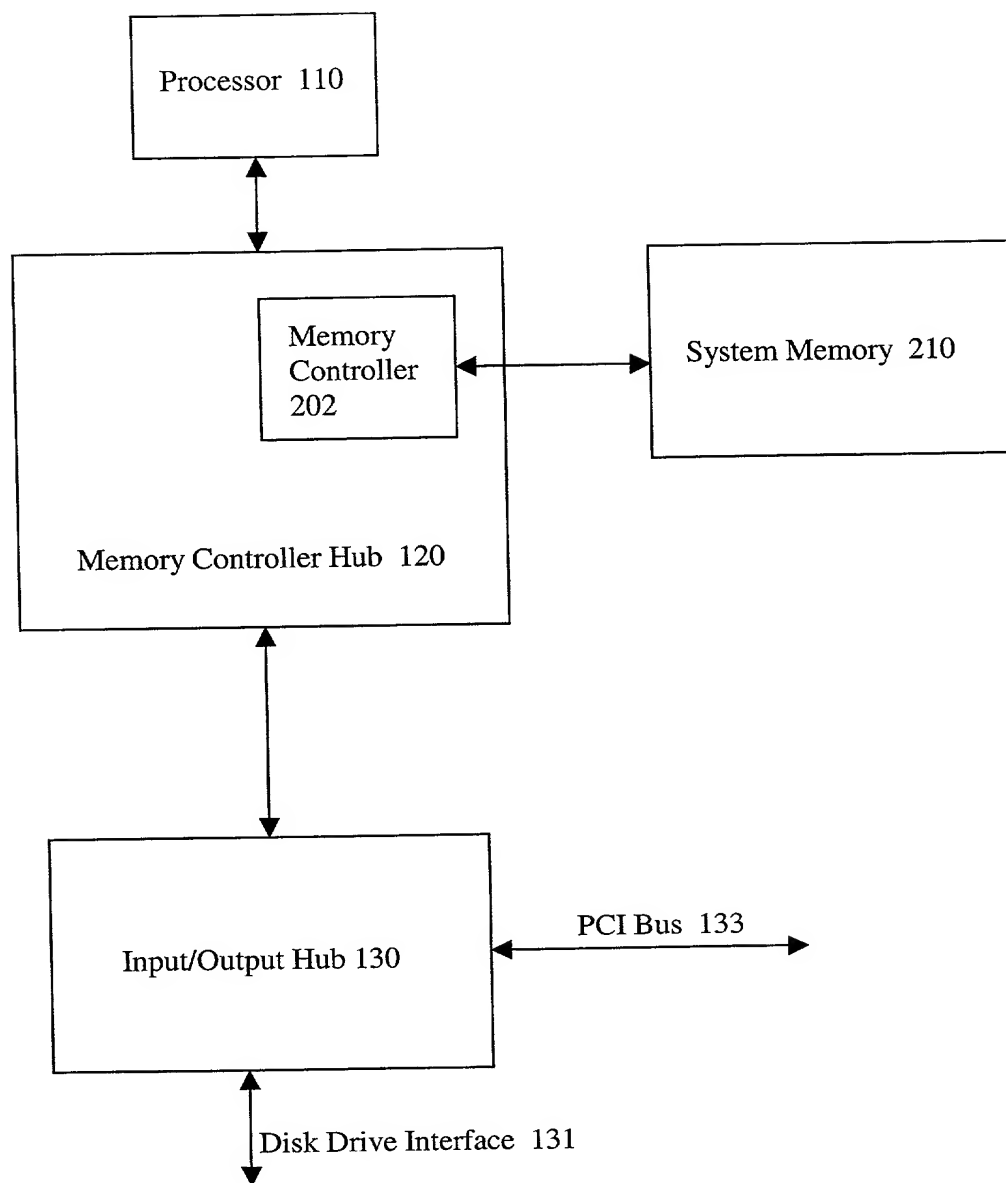 Processor 110
Memory
Controller
202
System Memory 210
Memory Controller Hub 120
PCI Bus 133
Input/Output Hub 130
Disk Drive Interface 131